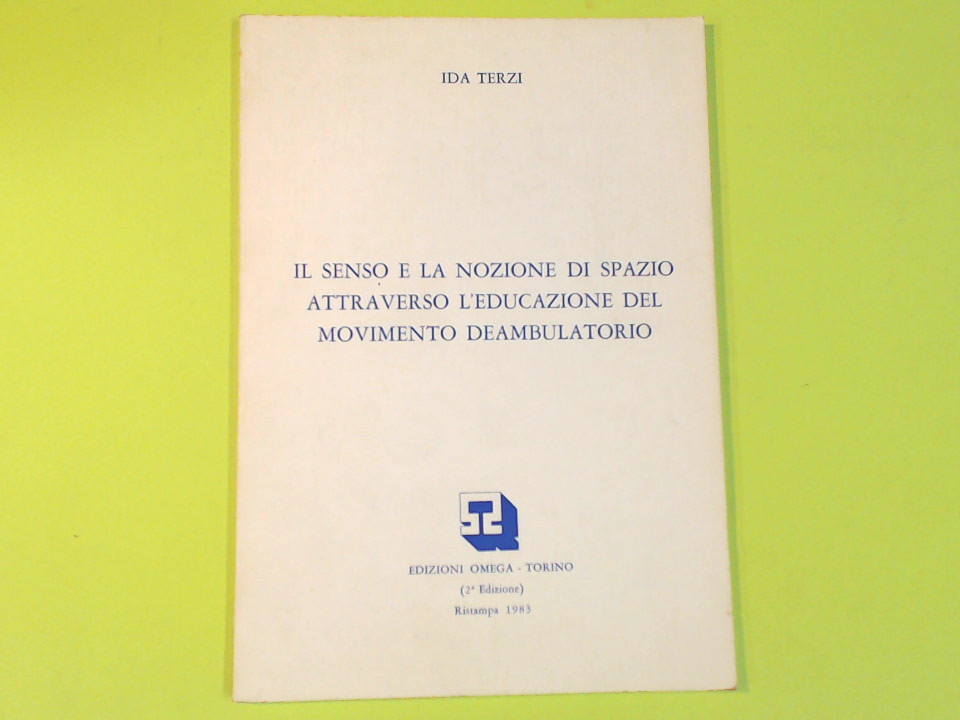 IDA TERZI
IL SENSO E LA NOZIONE DI SPAZIO
ATTRAVERSO L'EDUCAZIONE DEL
MOVIMENTO DEAMBULATORIO
EDIZIONI OMEGA - TORINO
(2ª Edizione)
Ristampa 1983